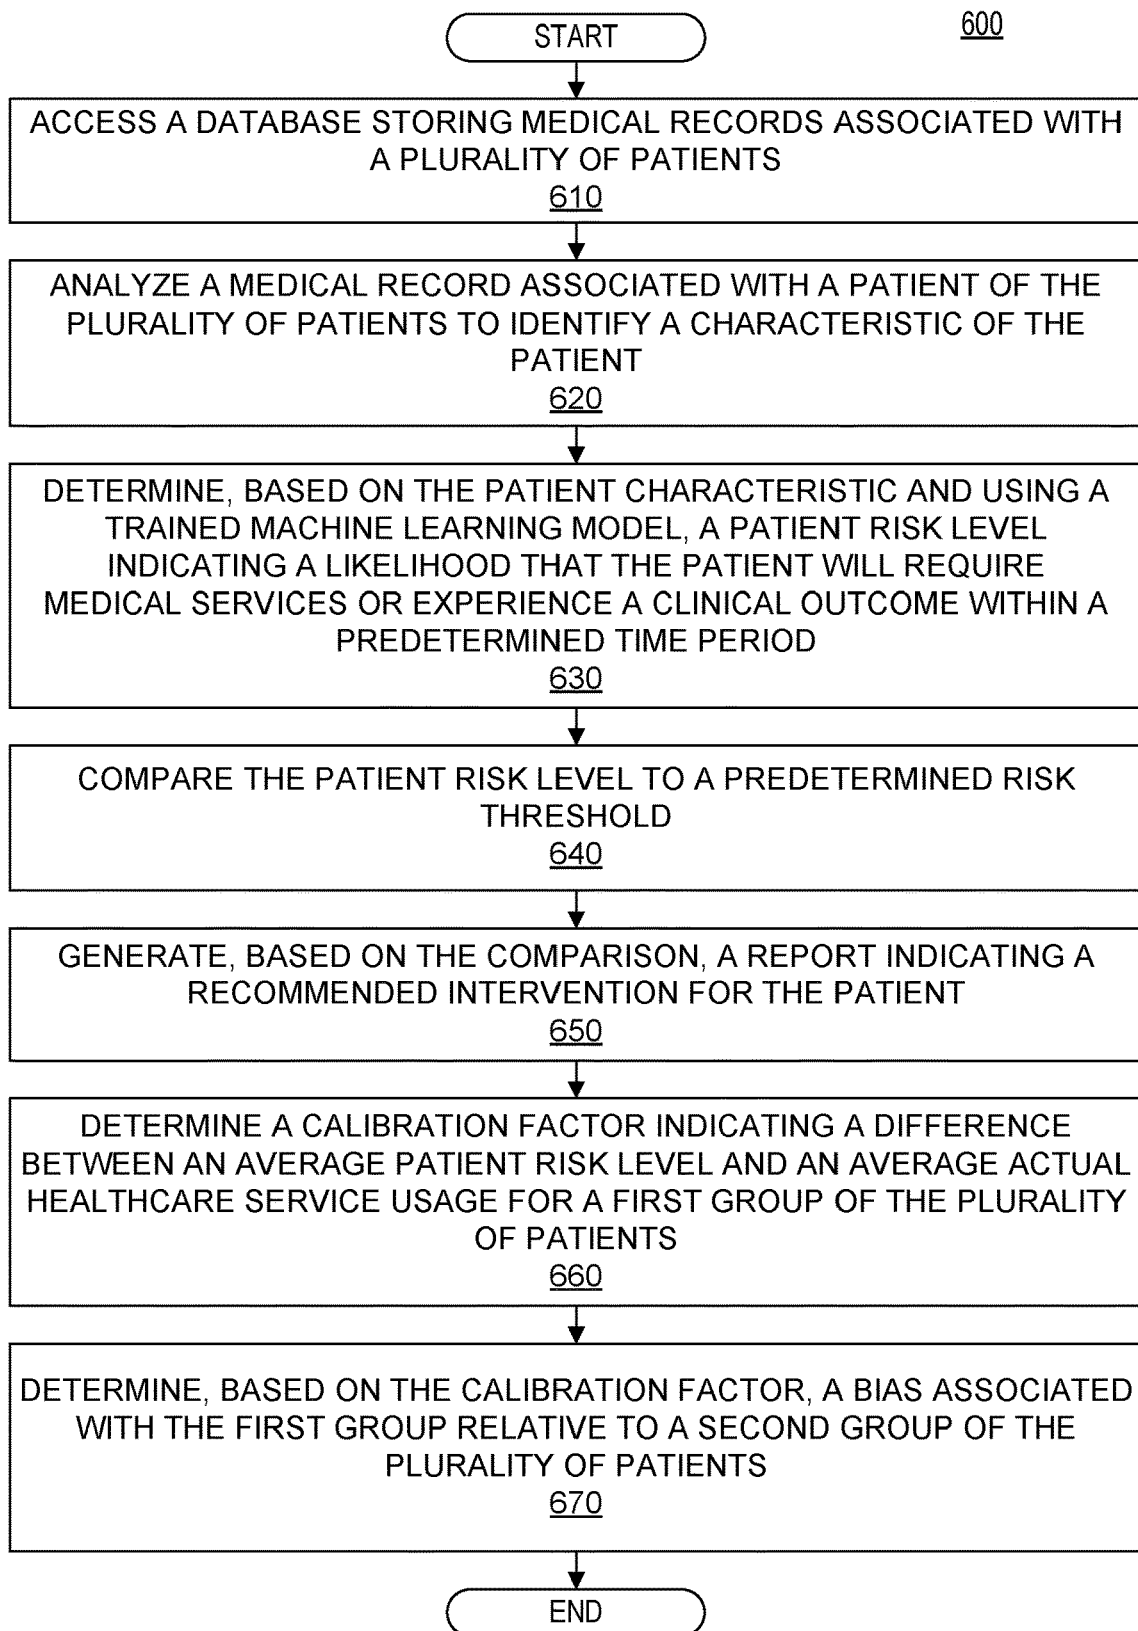 600
START
ACCESS A DATABASE STORING MEDICAL RECORDS ASSOCIATED WITH
A PLURALITY OF PATIENTS
610
ANALYZE A MEDICAL RECORD ASSOCIATED WITH A PATIENT OF THE
PLURALITY OF PATIENTS TO IDENTIFY A CHARACTERISTIC OF THE
PATIENT
620
DETERMINE, BASED ON THE PATIENT CHARACTERISTIC AND USING A
TRAINED MACHINE LEARNING MODEL, A PATIENT RISK LEVEL
INDICATING A LIKELIHOOD THAT THE PATIENT WILL REQUIRE
MEDICAL SERVICES OR EXPERIENCE A CLINICAL OUTCOME WITHIN A
PREDETERMINED TIME PERIOD
630
COMPARE THE PATIENT RISK LEVEL TO A PREDETERMINED RISK
THRESHOLD
640
GENERATE, BASED ON THE COMPARISON, A REPORT INDICATING A
RECOMMENDED INTERVENTION FOR THE PATIENT
650
DETERMINE A CALIBRATION FACTOR INDICATING A DIFFERENCE
BETWEEN AN AVERAGE PATIENT RISK LEVEL AND AN AVERAGE ACTUAL
HEALTHCARE SERVICE USAGE FOR A FIRST GROUP OF THE PLURALITY
OF PATIENTS
660
DETERMINE, BASED ON THE CALIBRATION FACTOR, A BIAS ASSOCIATED
WITH THE FIRST GROUP RELATIVE TO A SECOND GROUP OF THE
PLURALITY OF PATIENTS
670
END